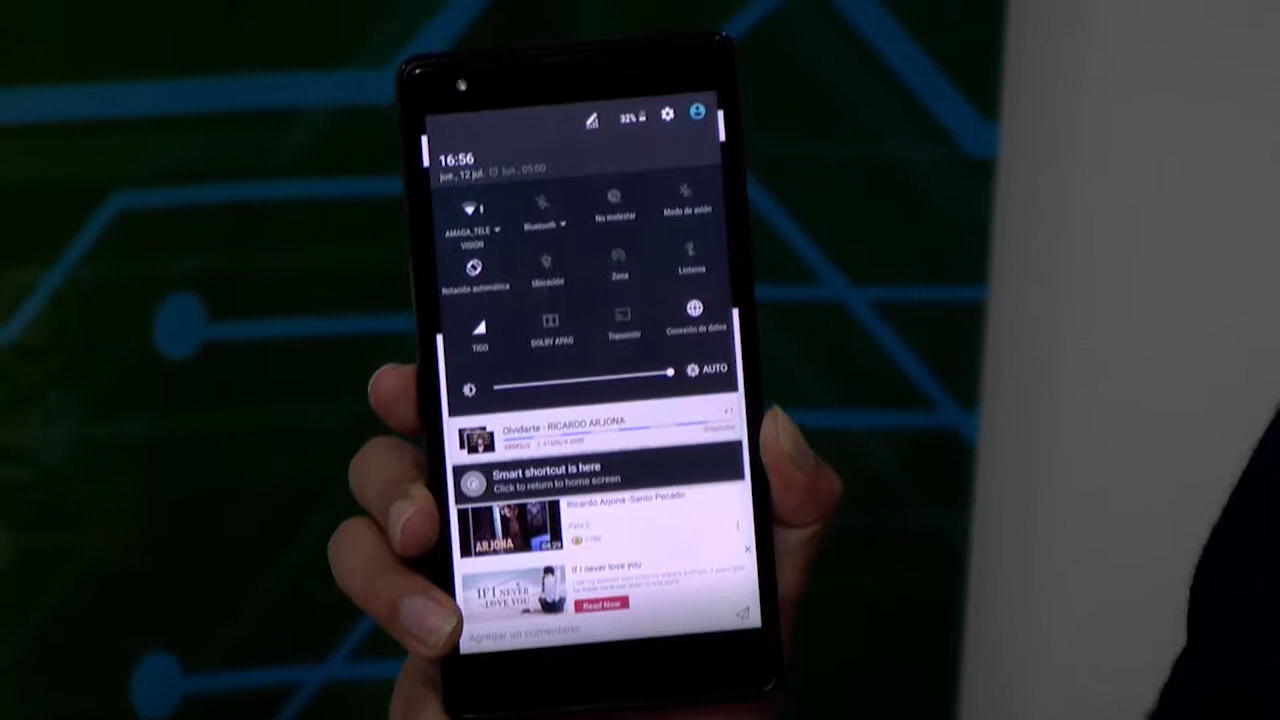 32%
16:56
jue., 12 jul. lun., 05:00
AMAGA_TELE
VISION
Bluetooth
No molestar
Modo de avión
Rotación automática
Ubicación
Zona
Linterna
TIGO
DOLBY APAG
Transmitir
Conexión de datos
AUTO
Olvidarte - RICARDO ARJONA
Smart shortcut is here
Click to return to home screen
Ricardo Arjona -Santo Pecado
ARJONA
04:29
If I never love you
IF I NEVER
LOVE YOU
Read Now
Agregar un comentario